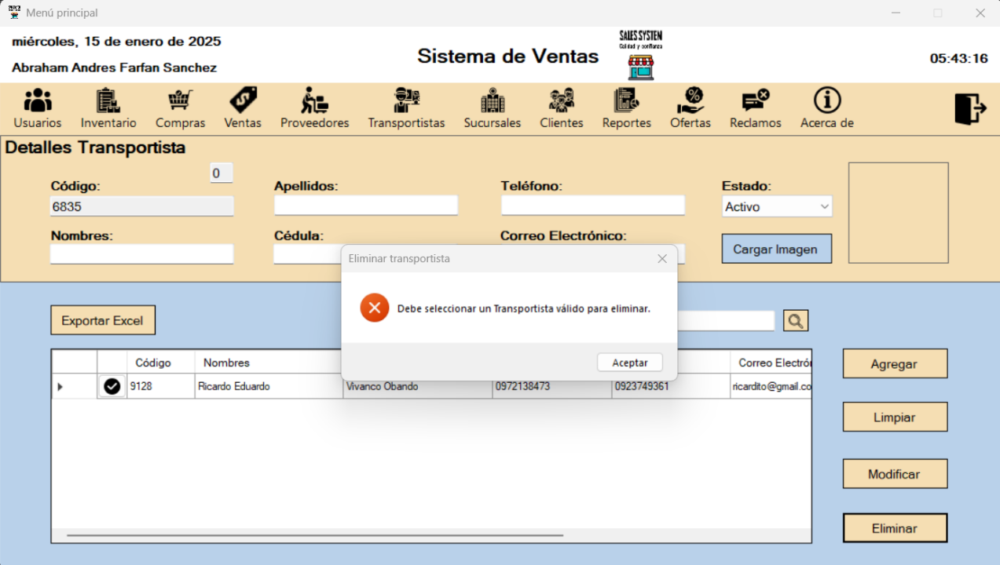 Menú principal
miércoles, 15 de enero de 2025
Abraham Andres Farfan Sanchez
Sistema de Ventas
SALES SYSTEM
Calidad y confianza
05:43:16
Usuarios
Inventario
Compras
Ventas
Proveedores
Transportistas
Sucursales
Clientes
Reportes
Ofertas
Reclamos
Acerca de
Detalles Transportista
0
Código:
Apellidos:
Teléfono:
Estado:
6835
Activo
Nombres:
Cédula:
Correo Electrónico:
Cargar Imagen
Eliminar transportista
Debe seleccionar un Transportista válido para eliminar.
Aceptar
Exportar Excel
Código
Nombres
Correo Electrón
9128
Ricardo Eduardo
Vivanco Obando
0972138473
0923749361
ricardito@gmail.co
Agregar
Limpiar
Modificar
Eliminar